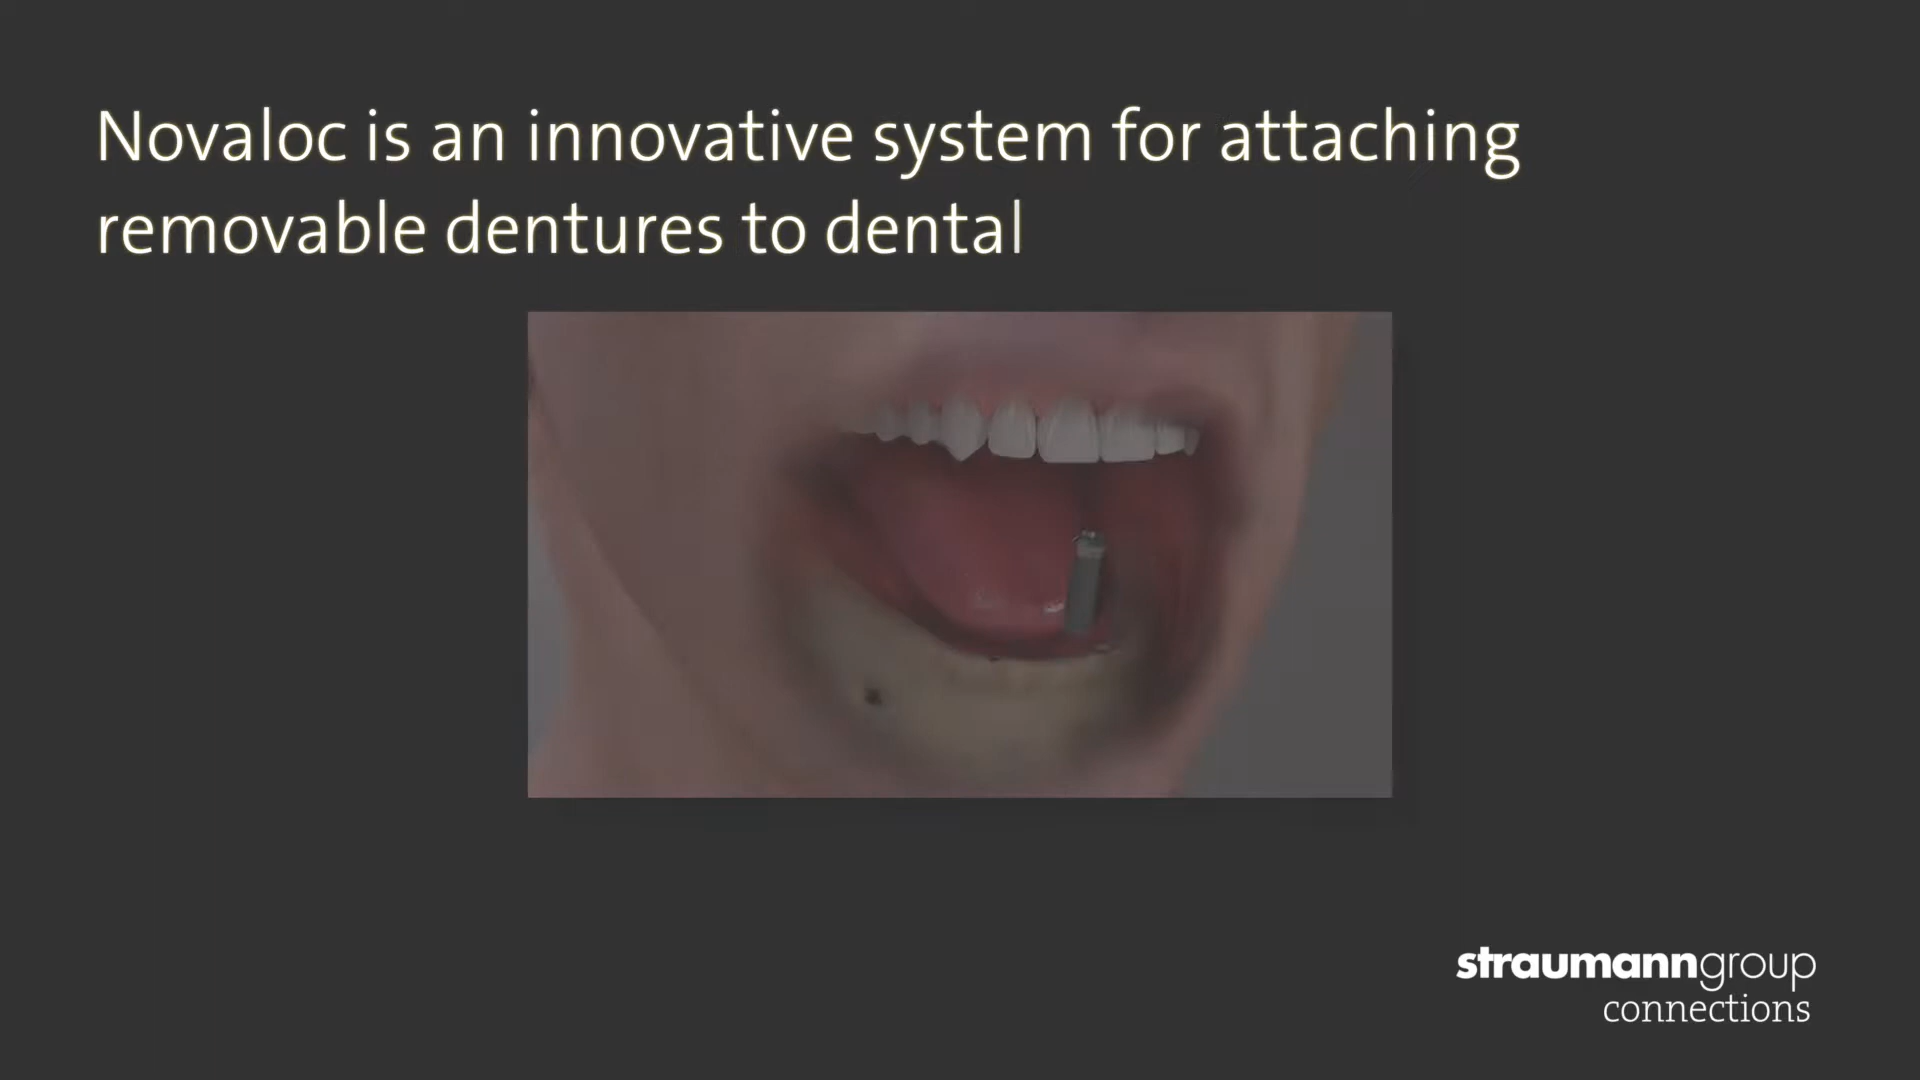 Novaloc is an innovative system for attaching
removable dentures to dental
straumanngroup
connections